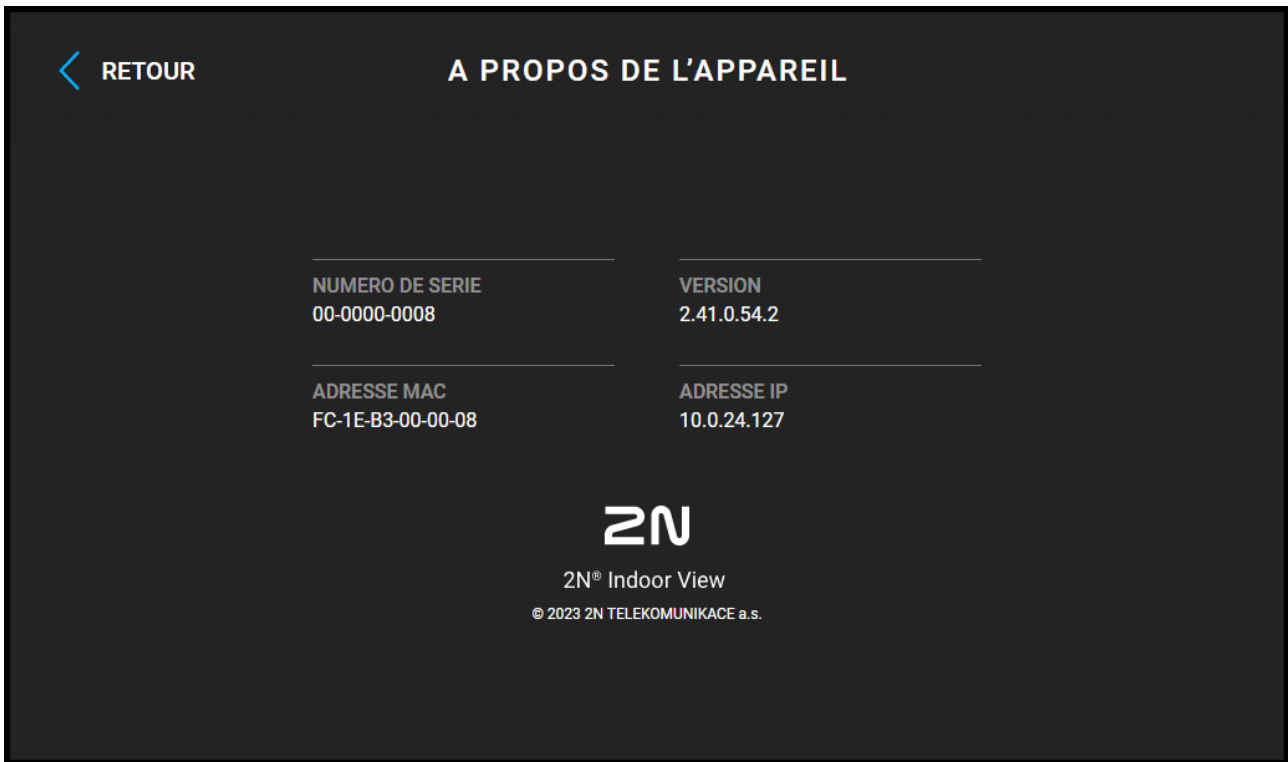 RETOUR
A PROPOS DE L'APPAREIL
NUMERO DE SERIE
00-0000-0008
VERSION
2.41.0.54.2
ADRESSE MAC
FC-1E-B3-00-00-08
ADRESSE IP
10.0.24.127
2N
2N® Indoor View
© 2023 2N TELEKOMUNIKACE a.s.